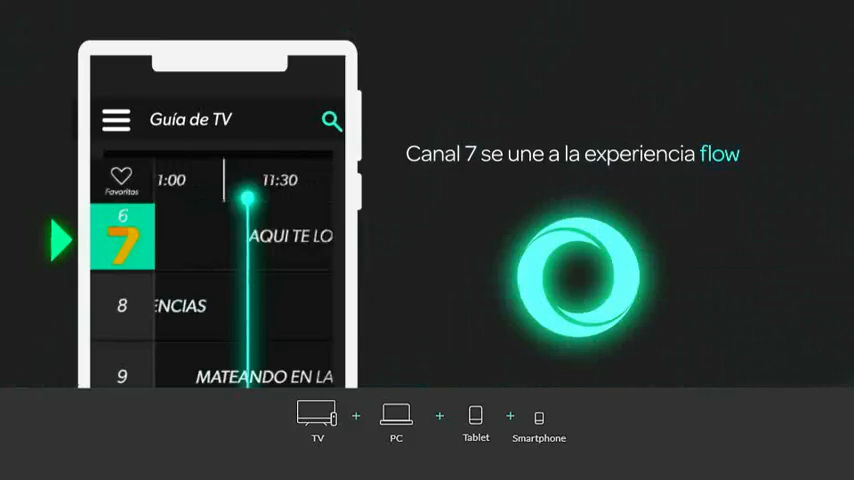 Guía de TV
Canal 7 se une a la experiencia flow
Favoritos
1:00
11:30
6
7
AQUI TE LO
8
ENCIAS
9
MATEANDO EN LA
TV + PC + Tablet + Smartphone